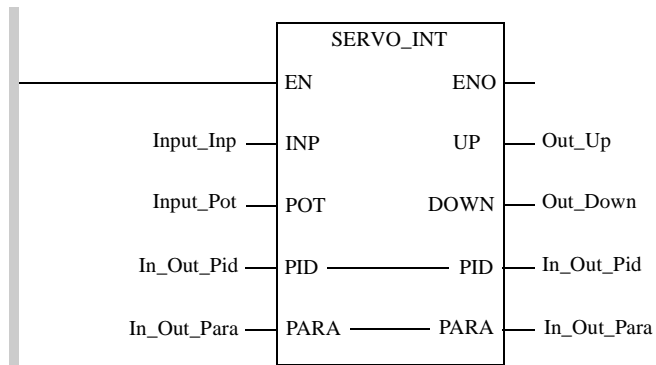 SERVO_INT
EN ENO
Input_Inp INP UP Out_Up
Input_Pot POT DOWN Out_Down
In_Out_Pid PID PID In_Out_Pid
In_Out_Para PARA PARA In_Out_Para